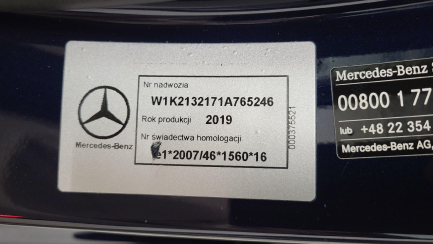 Nr nadwozia
W1K2132171A765246
Rok produkcji 2019
Nr świadectwa homologacji
e1*2007/46*1560*16
Mercedes-Benz
000375521
Mercedes-Benz S
00800 1 77
lub +48 22 354
Mercedes-Benz AG,